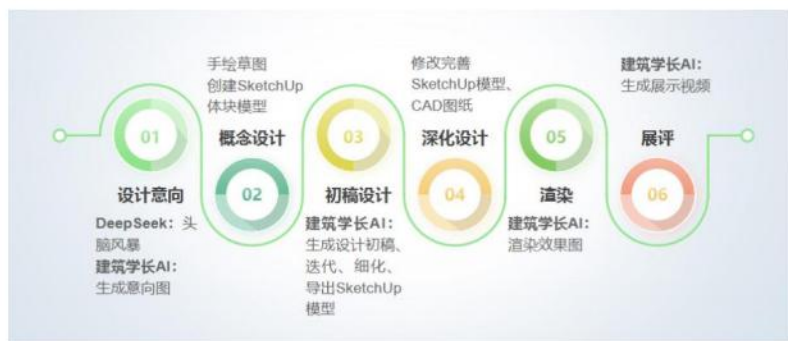 01
设计意向
DeepSeek：头
脑风暴
建筑学长AI：
生成意向图
手绘草图
创建SketchUp
体块模型
概念设计
02
03
初稿设计
建筑学长AI：
生成设计初稿、
迭代、细化、
导出SketchUp
模型
修改完善
SketchUp模型、
CAD图纸
深化设计
04
05
渲染
建筑学长AI：
渲染效果图
建筑学长AI：
生成展示视频
展评
06